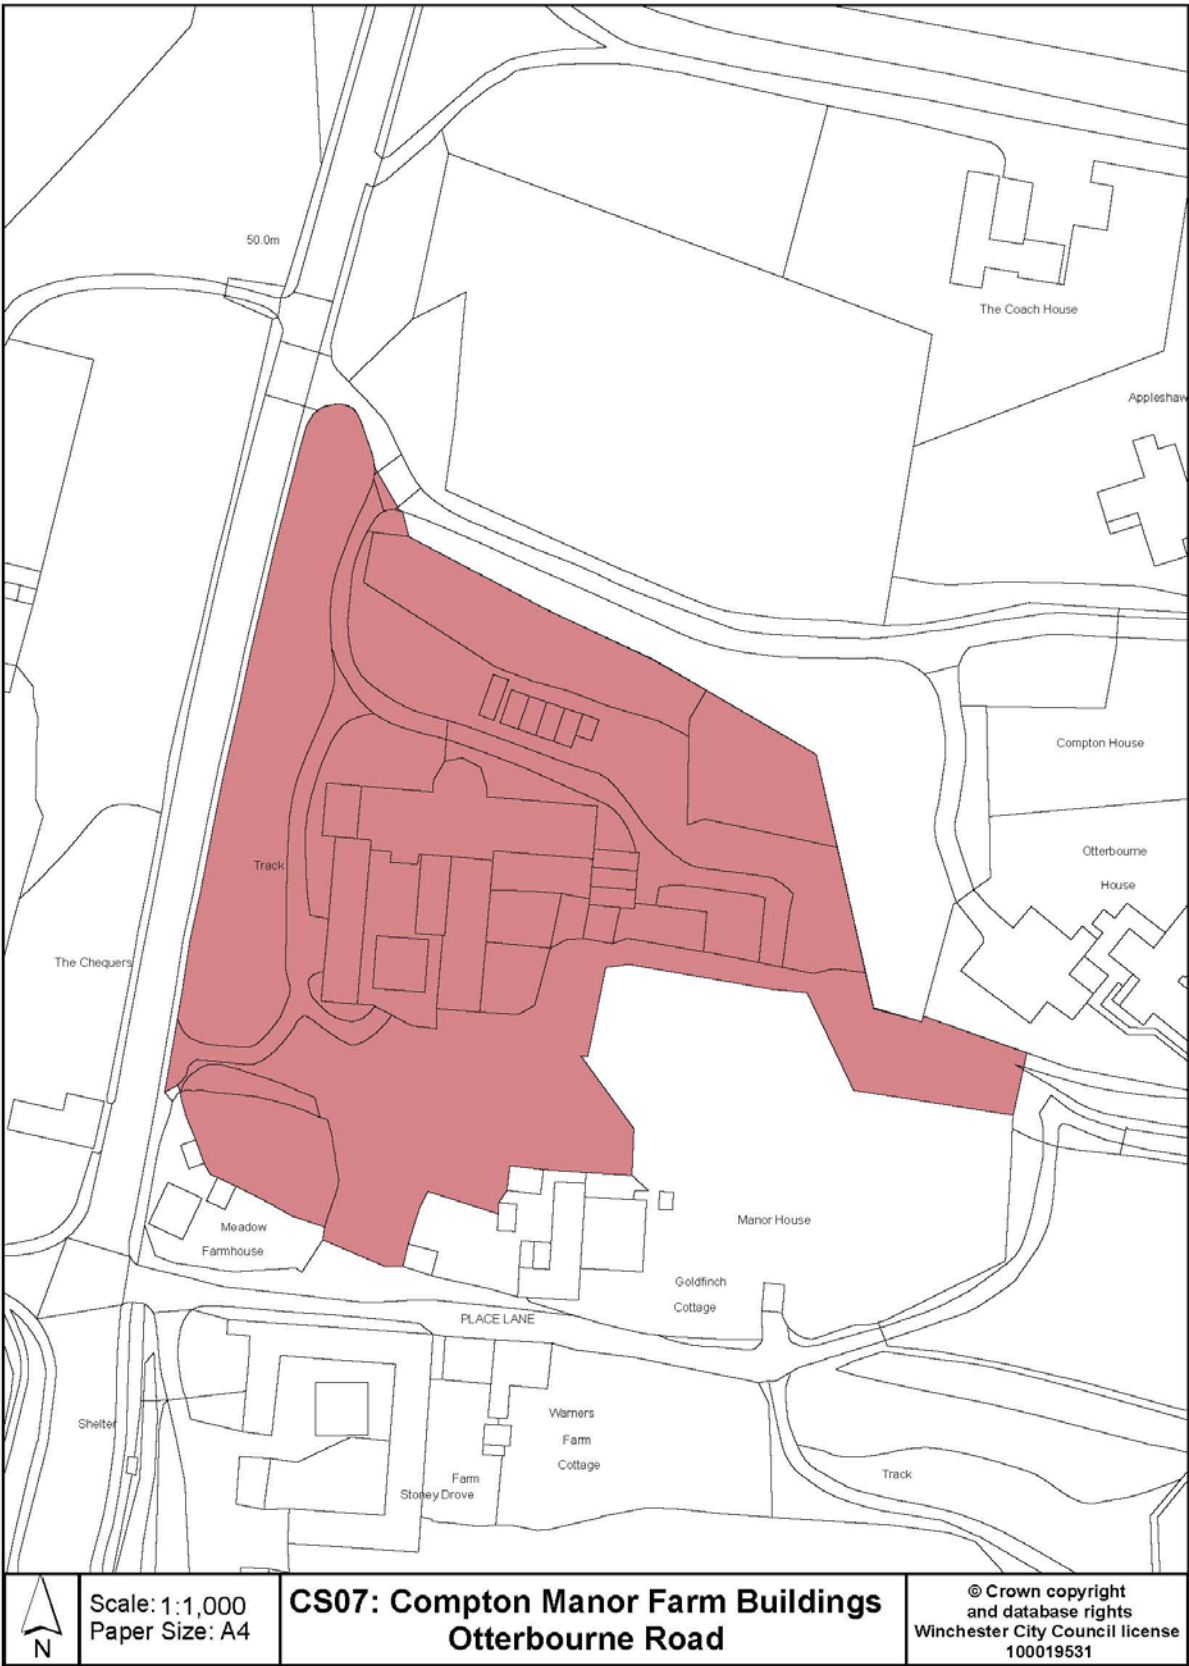 50.0m
The Coach House
Appleshaw
Compton House
Otterbourne
House
Track
The Chequers
Meadow
Farmhouse
Manor House
Goldfinch
Cottage
PLACE LANE
Shelter
Warners
Farm
Cottage
Farm
Stoney Drove
Track
N
Scale: 1:1,000
Paper Size: A4
CS07: Compton Manor Farm Buildings
Otterbourne Road
© Crown copyright
and database rights
Winchester City Council license
100019531